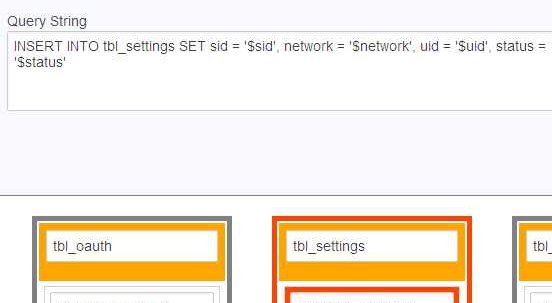 Query String
INSERT INTO tbl_settings SET sid = '$sid', network = '$network', uid = '$uid', status =
'$status'
tbl_oauth
tbl_settings
tbl_